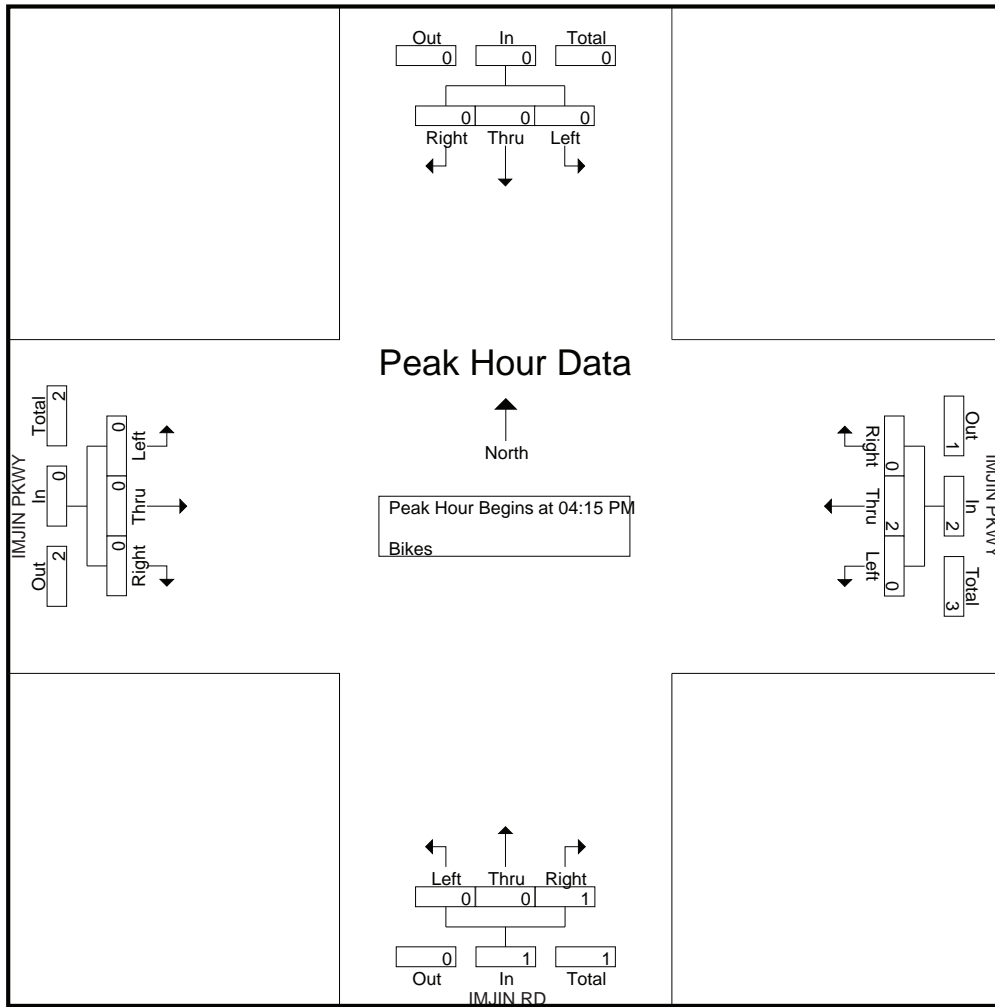 Out In Total
0 0 0
0 0 0
Right Thru Left
Peak Hour Data
North
Peak Hour Begins at 04:15 PM
Bikes
IMJIN PKWY
Out In Total
2 0 2
Right Thru Left
0 0 0
IMJIN PKWY
Out In Total
1 2 3
Right Thru Left
0 2 0
Left Thru Right
0 0 1
0 1 1
Out In Total
IMJIN RD